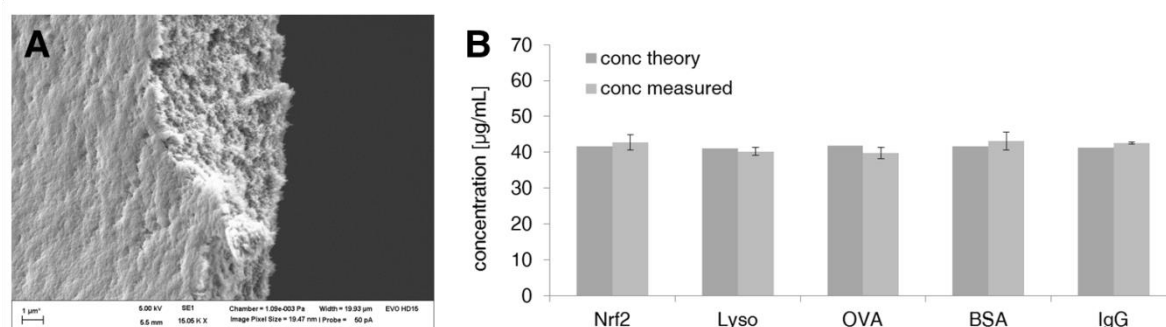 A
1 µm*
5.00 kV SE1 Chamber = 1.09e-003 Pa Width = 19.93 µm EVO HD15
5.5 mm 15.05 K X Image Pixel Size = 19.47 nm I Probe = 50 pA
B
conc theory
conc measured
concentration [µg/mL]
70
60
50
40
30
20
10
0
Nrf2 Lyso OVA BSA IgG